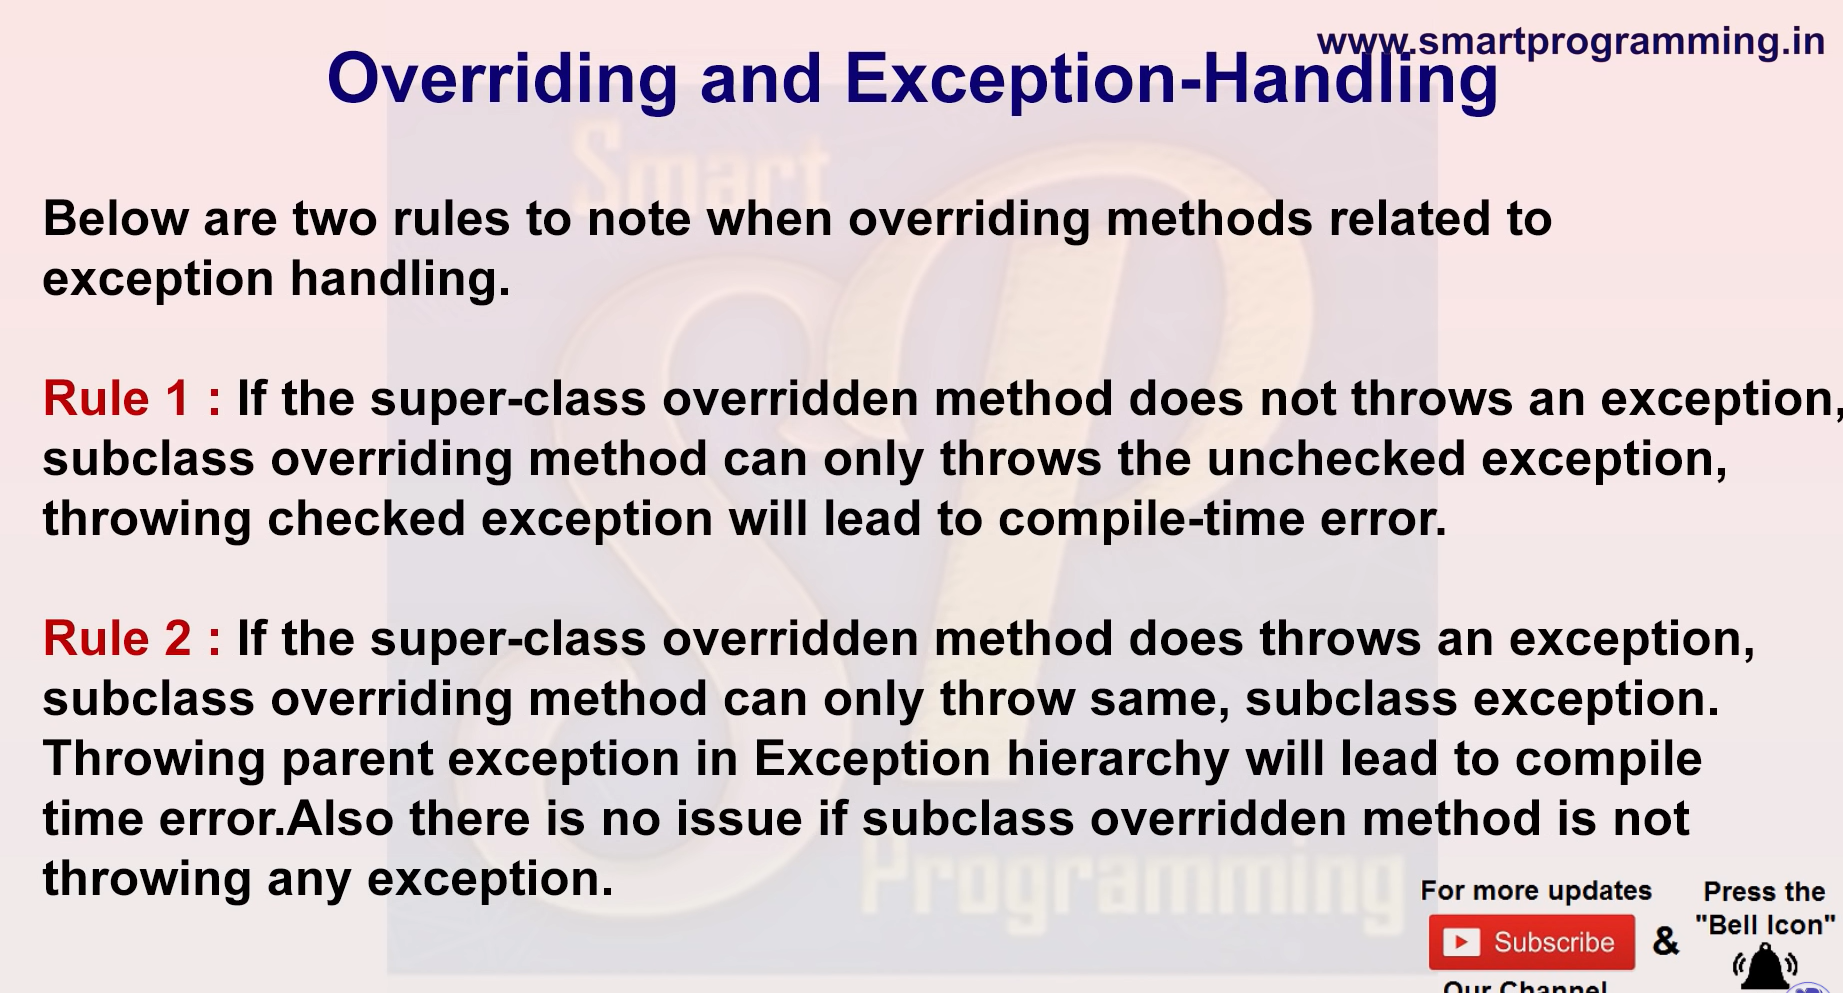 www.smartprogramming.in
Overriding and Exception-Handling
Smart
Below are two rules to note when overriding methods related to
exception handling.
Rule 1 : If the super-class overridden method does not throws an exception,
subclass overriding method can only throws the unchecked exception,
throwing checked exception will lead to compile-time error.
Rule 2 : If the super-class overridden method does throws an exception,
subclass overriding method can only throw same, subclass exception.
Throwing parent exception in Exception hierarchy will lead to compile
time error.Also there is no issue if subclass overridden method is not
throwing any exception.
SP
Programming
For more updates
Subscribe
Our Channel
&
Press the
"Bell Icon"